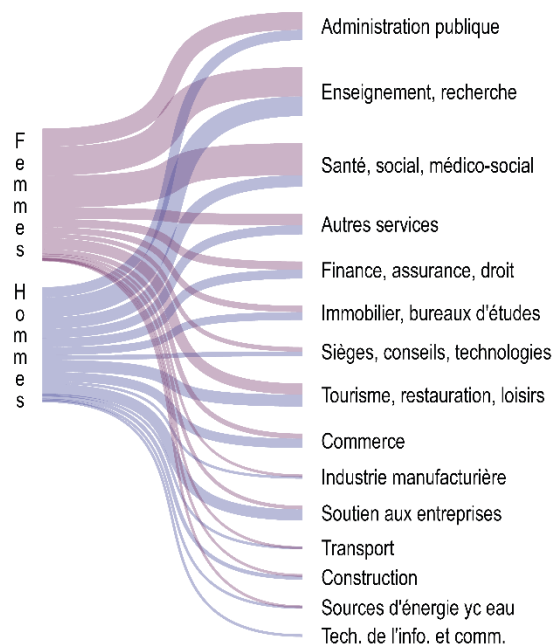 Femmes
Hommes
Administration publique
Enseignement, recherche
Santé, social, médico-social
Autres services
Finance, assurance, droit
Immobilier, bureaux d'études
Sièges, conseils, technologies
Tourisme, restauration, loisirs
Commerce
Industrie manufacturière
Soutien aux entreprises
Transport
Construction
Sources d'énergie yc eau
Tech. de l'info. et comm.